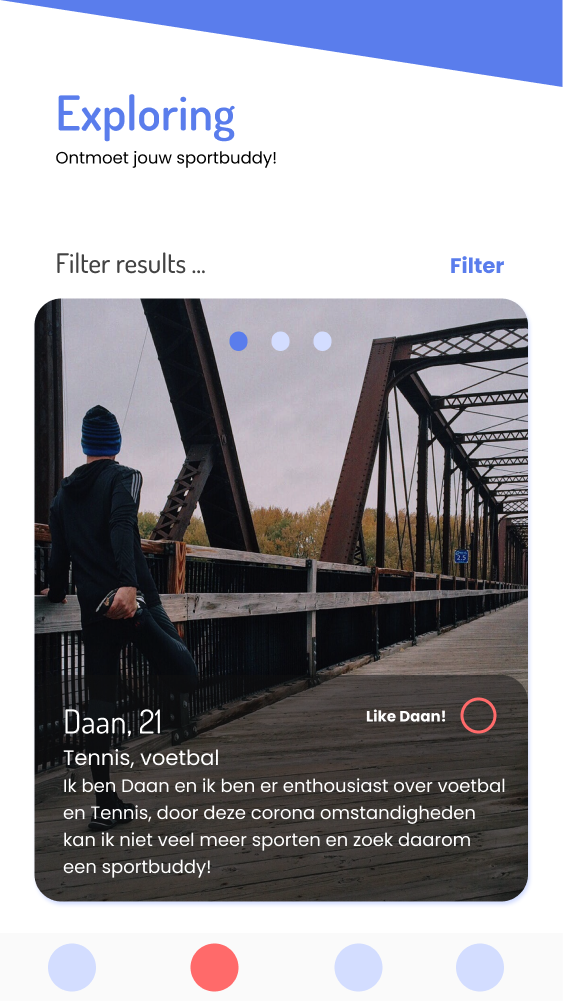 Exploring
Ontmoet jouw sportbuddy!
Filter results ...
Filter
2.5
Daan, 21
Like Daan!
Tennis, voetbal
Ik ben Daan en ik ben er enthousiast over voetbal
en Tennis, door deze corona omstandigheden
kan ik niet veel meer sporten en zoek daarom
een sportbuddy!